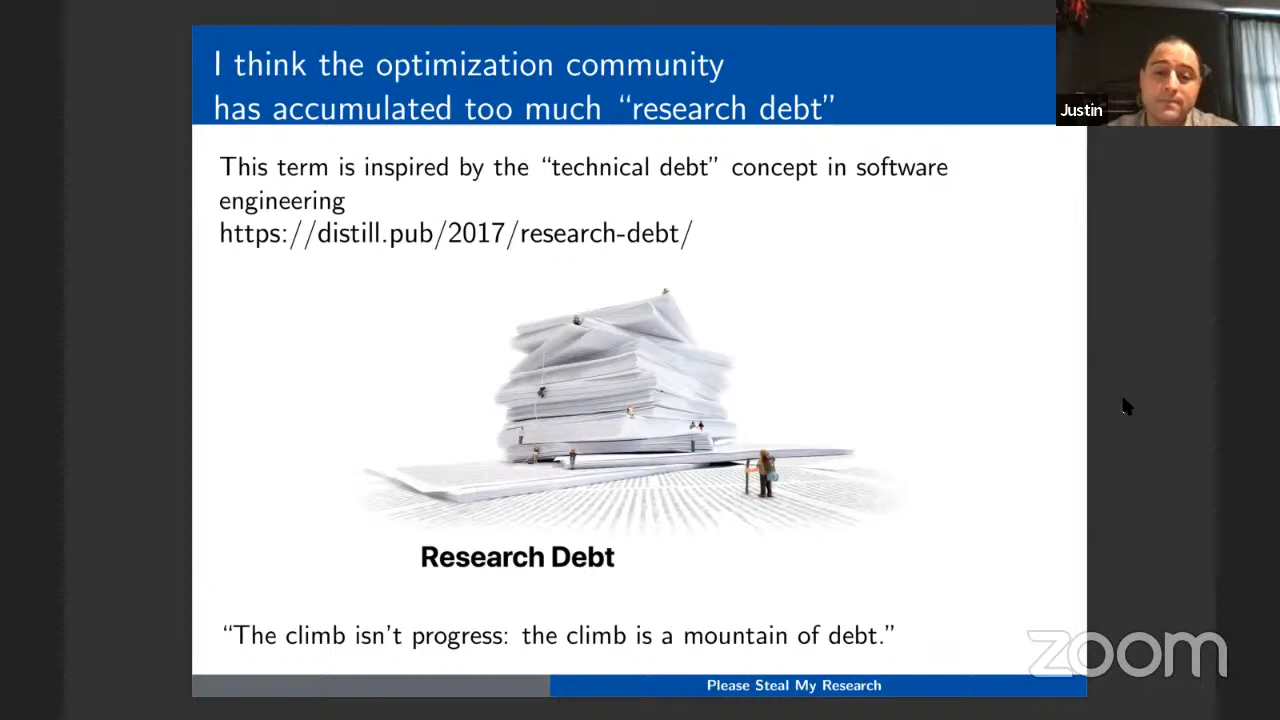 I think the optimization community
has accumulated too much “research debt”
Justin
This term is inspired by the “technical debt” concept in software
engineering
https://distill.pub/2017/research-debt/
Research Debt
“The climb isn't progress: the climb is a mountain of debt.”
zoom
Please Steal My Research